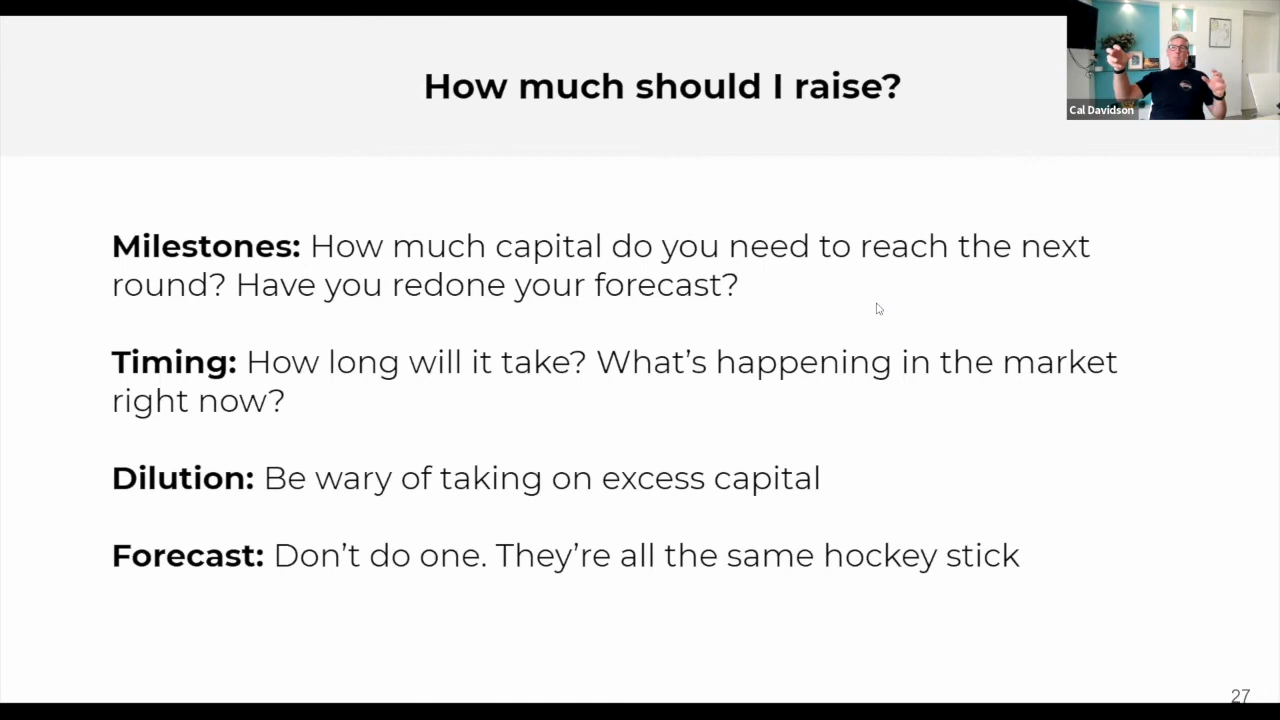 How much should I raise?
Cal Davidson
Milestones: How much capital do you need to reach the next
round? Have you redone your forecast?
Timing: How long will it take? What’s happening in the market
right now?
Dilution: Be wary of taking on excess capital
Forecast: Don’t do one. They’re all the same hockey stick
27